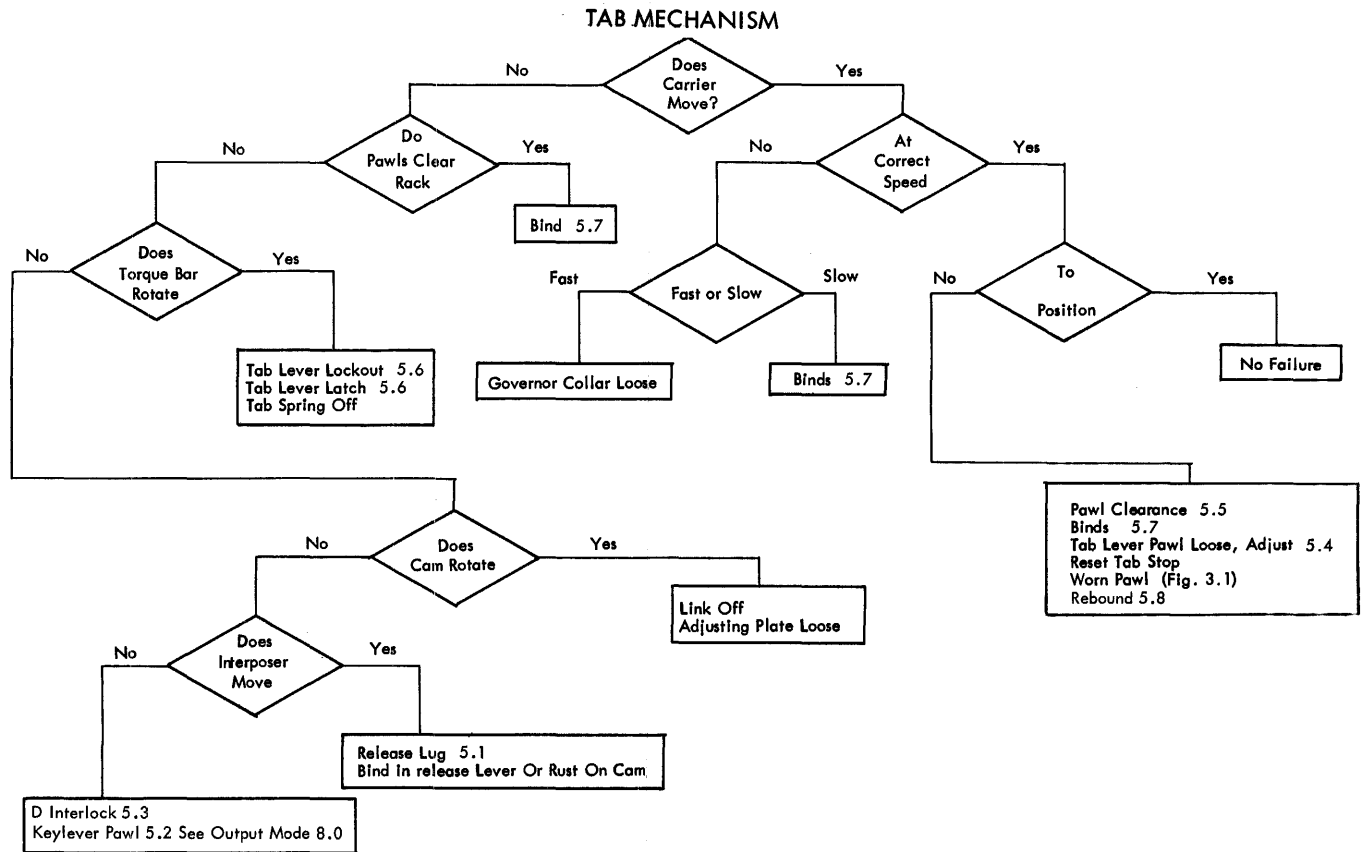 TAB MECHANISM
Does
Carrier
Move?
No
Yes
Do
Pawls Clear
Rack
No
Yes
At
Correct
Speed
No
Yes
Bind 5.7
Does
Torque Bar
Rotate
No
Yes
Fast or Slow
Fast
Slow
To
Position
No
Yes
Tab Lever Lockout 5.6
Tab Lever Latch 5.6
Tab Spring Off
Governor Collar Loose
Binds 5.7
No Failure
Pawl Clearance 5.5
Binds 5.7
Tab Lever Pawl Loose, Adjust 5.4
Reset Tab Stop
Worn Pawl (Fig. 3.1)
Rebound 5.8
Does
Cam Rotate
No
Yes
Link Off
Adjusting Plate Loose
Does
Interposer
Move
No
Yes
Release Lug 5.1
Bind in release Lever Or Rust On Cam
D Interlock 5.3
Keylever Pawl 5.2 See Output Mode 8.0